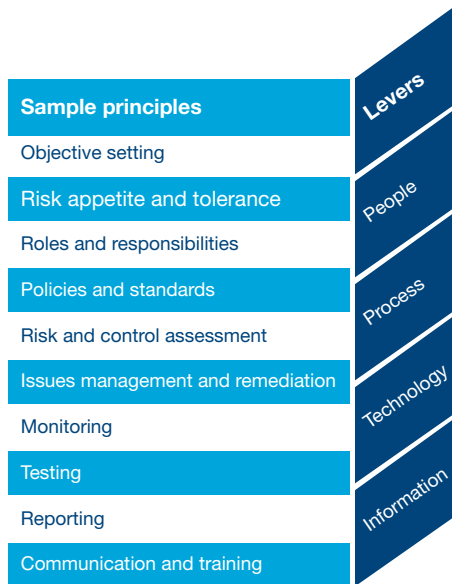 Sample principles
Objective setting
Risk appetite and tolerance
Roles and responsibilities
Policies and standards
Risk and control assessment
Issues management and remediation
Monitoring
Testing
Reporting
Communication and training
Levers
People
Process
Technology
Information